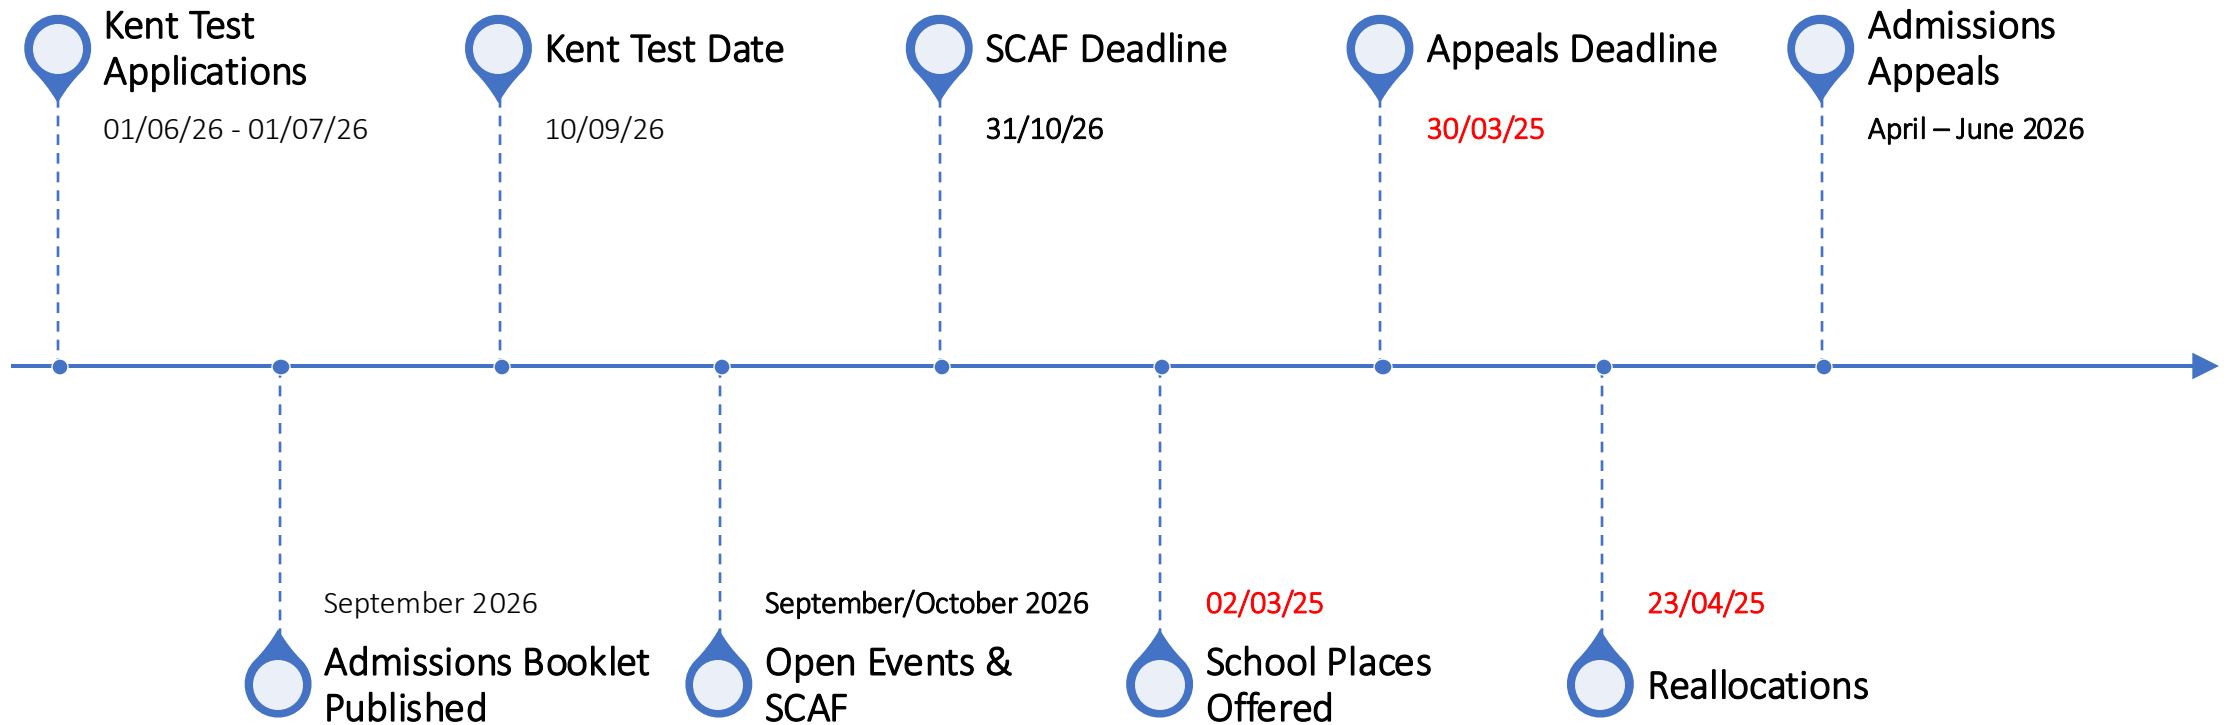 Kent Test
Applications
01/06/26 - 01/07/26
Kent Test Date
10/09/26
SCAF Deadline
31/10/26
Appeals Deadline
30/03/25
Admissions
Appeals
April – June 2026
September 2026
Admissions Booklet
Published
September/October 2026
Open Events &
SCAF
02/03/25
School Places
Offered
23/04/25
Reallocations